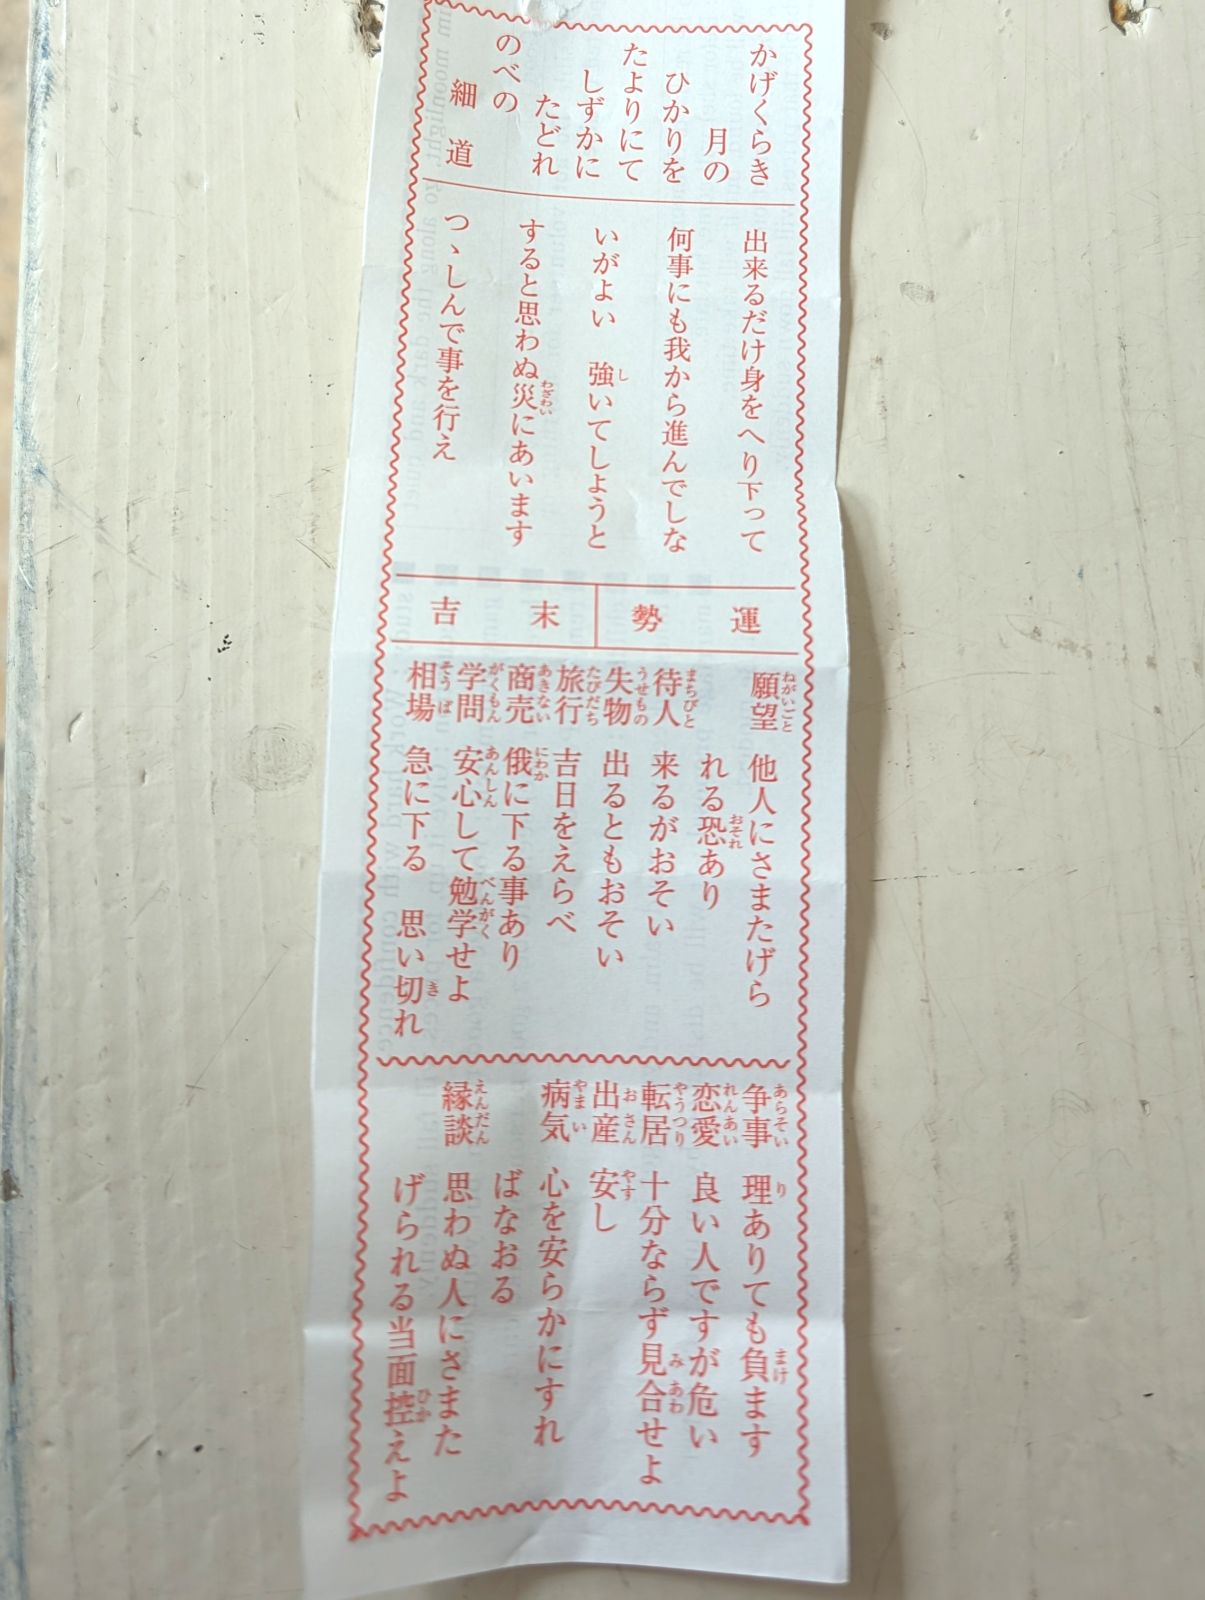 かげくらき
月の
ひかりを
たよりにて
しずかに
たどれ
のべの
細道
出来るだけ身をへり下って
何事にも我から進んでしな
いがよい 強いてしようと
すると思わぬ災にあいます
つゝしんで事を行え
運勢 末吉
願望 他人にさまたげら
れる恐あり
待人 来るがおそい
失物 出るともおそい
旅行 吉日をえらべ
商売 俄に下る事あり
学問 安心して勉学せよ
相場 急に下る 思い切れ
争事 理ありても負ます
恋愛 良い人ですが危い
転居 十分ならず見合せよ
出産 安し
病気 心を安らかにすれ
ばなおる
縁談 思わぬ人にさまた
げられる当面控えよ